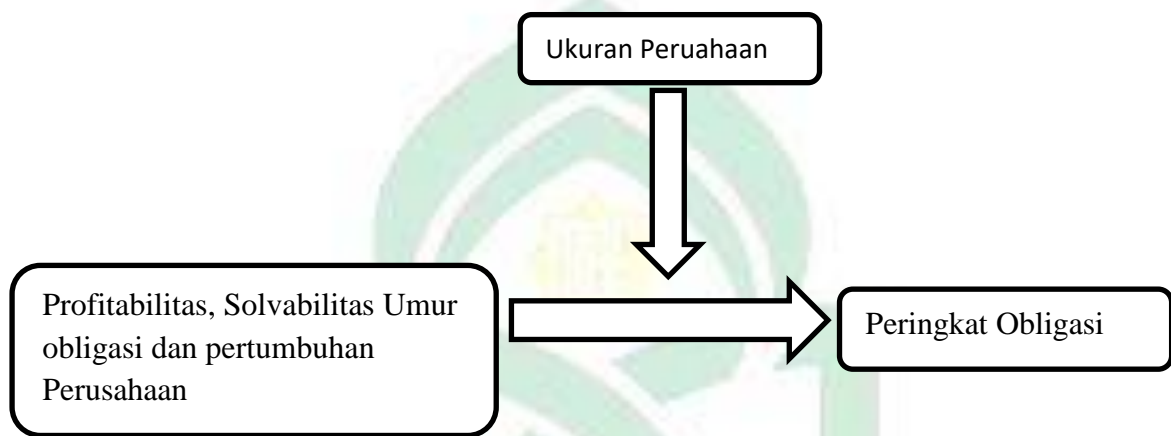 Ukuran Peruahaan
Profitabilitas, Solvabilitas Umur
obligasi dan pertumbuhan
Perusahaan
Peringkat Obligasi